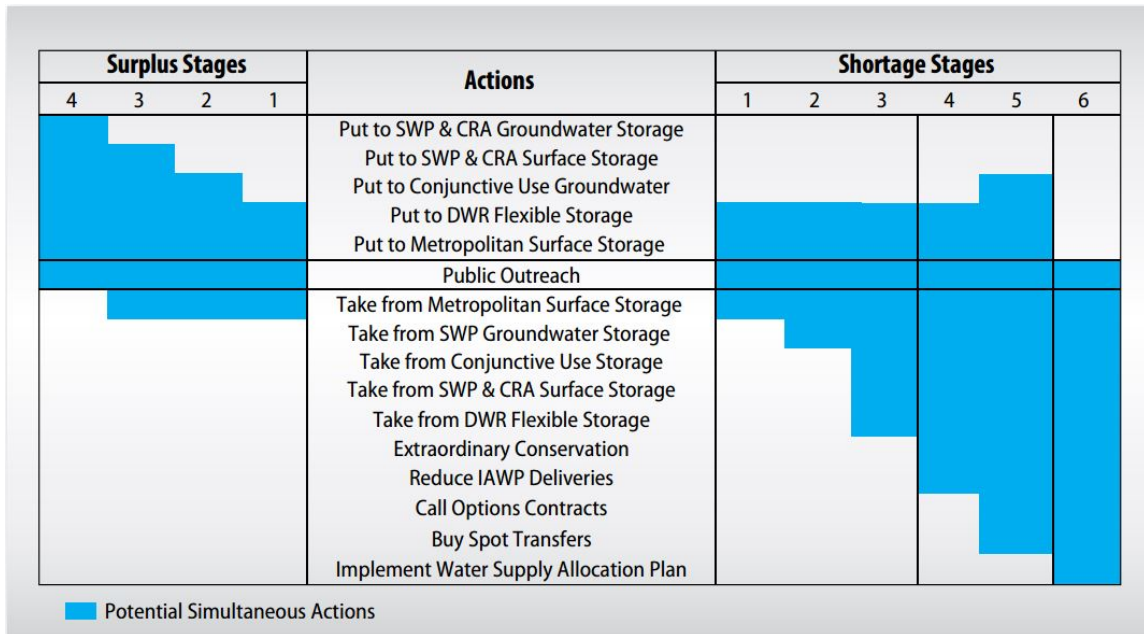 Surplus Stages Actions Shortage Stages
4 3 2 1 1 2 3 4 5 6
Put to SWP & CRA Groundwater Storage
Put to SWP & CRA Surface Storage
Put to Conjunctive Use Groundwater
Put to DWR Flexible Storage
Put to Metropolitan Surface Storage
Public Outreach
Take from Metropolitan Surface Storage
Take from SWP Groundwater Storage
Take from Conjunctive Use Storage
Take from SWP & CRA Surface Storage
Take from DWR Flexible Storage
Extraordinary Conservation
Reduce IAWP Deliveries
Call Options Contracts
Buy Spot Transfers
Implement Water Supply Allocation Plan
Potential Simultaneous Actions